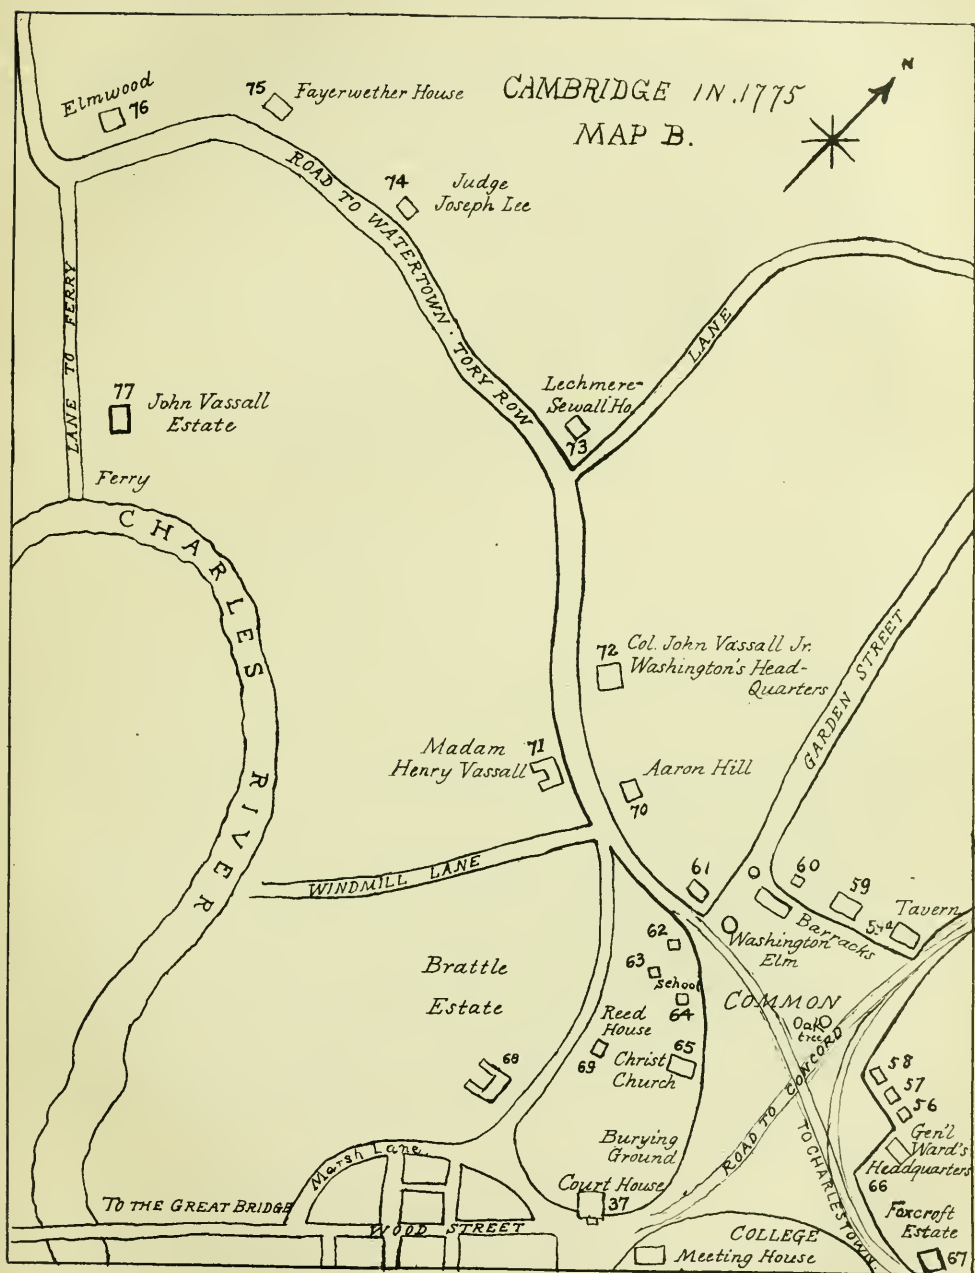 CAMBRIDGE IN 1775
MAP B.
N
Elmwood
76
75
Fayerwether House
74
Judge
Joseph Lee
ROAD TO WATERTOWN · TORY ROW
LANE TO FERRY
LANE
77
John Vassall
Estate
Ferry
Lechmere-
Sewall Ho.
73
CHARLES RIVER
72
Col. John Vassall Jr.
Washington's Head-
Quarters
GARDEN STREET
71
Madam
Henry Vassall
Aaron Hill
70
WINDMILL LANE
61
60
59
Tavern
Barracks
Washington
Elm
62
63
School
64
Brattle
Estate
COMMON
Oak
tree
Reed
House
69
65
Christ
Church
68
58
57
56
ROAD TO CONCORD
TO CHARLESTOWN.
Gen'l
Ward's
Headquarters
66
Burying
Ground
Marsh Lane
Court House
37
TO THE GREAT BRIDGE
WOOD STREET
COLLEGE
Meeting House
Foxcroft
Estate
67